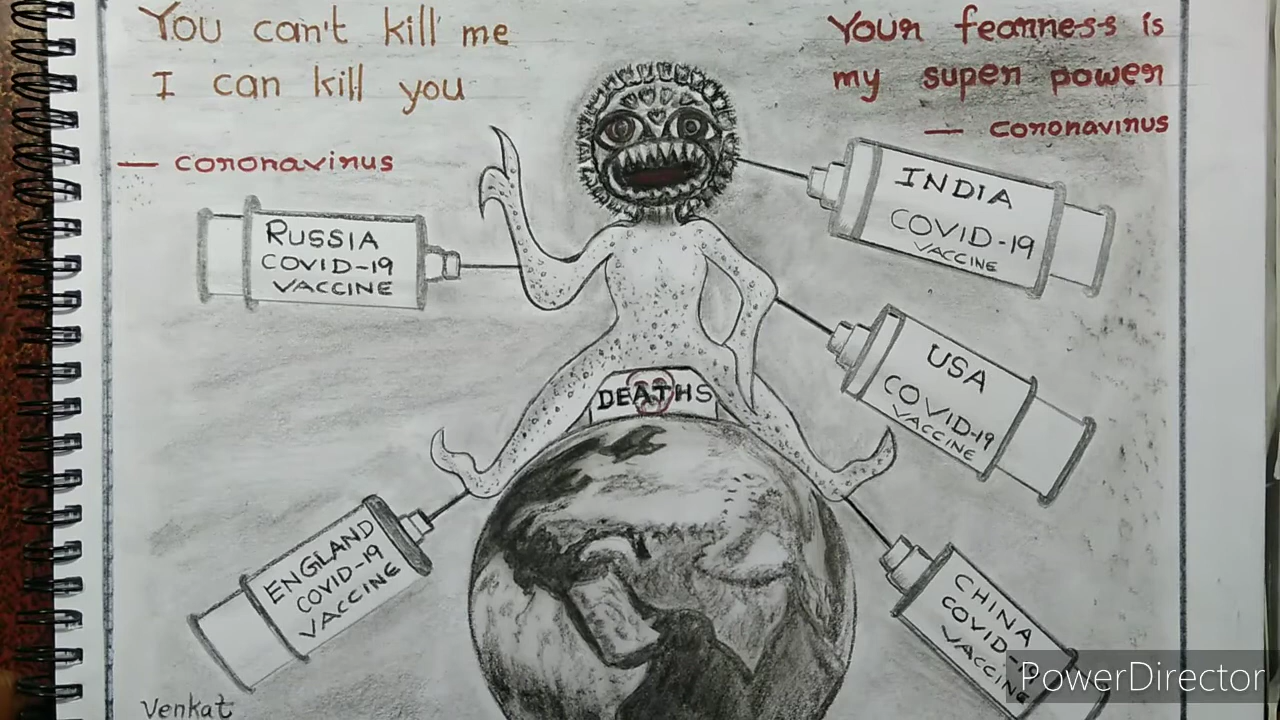 You can't kill me
I can kill you
— coronavirus
Your fearness is
my super power
— coronavirus
RUSSIA
COVID-19
VACCINE
INDIA
COVID-19
VACCINE
USA
COVID-19
VACCINE
DEATHS
ENGLAND
COVID-19
VACCINE
CHINA
COVID-19
VACCINE
PowerDirector
Venkat